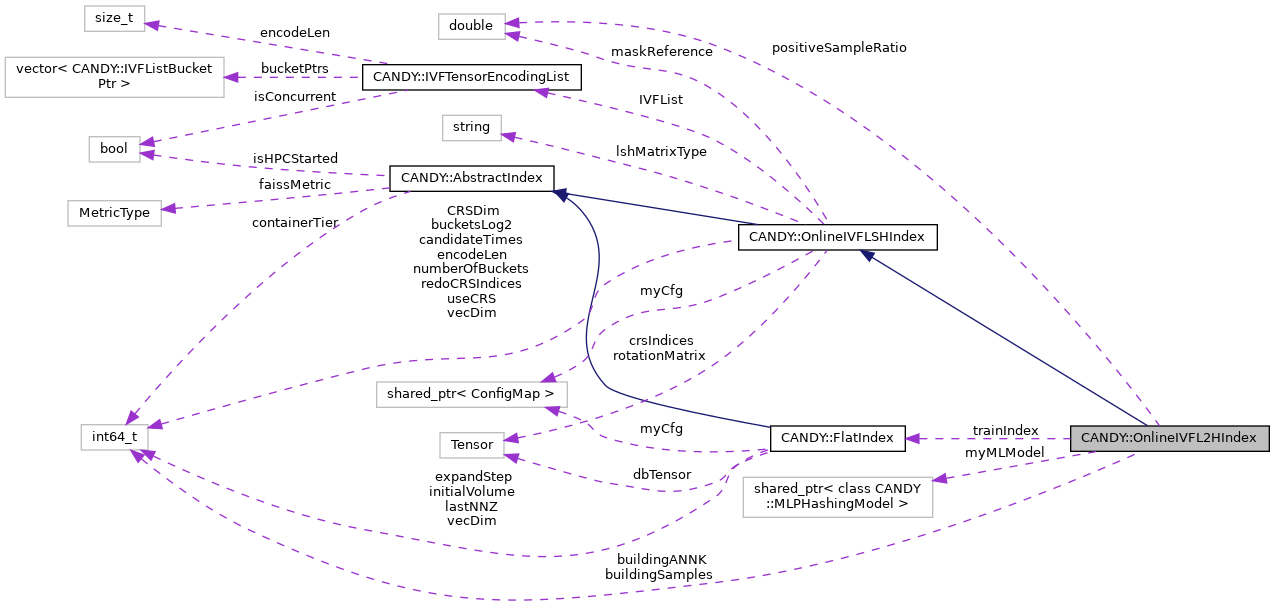 size_t
double
encodeLen
positiveSampleRatio
maskReference
vector< CANDY::IVFListBucket
Ptr >
bucketPtrs
CANDY::IVFTensorEncodingList
isConcurrent
IVFList
string
bool
lshMatrixType
isHPCStarted
CANDY::AbstractIndex
faissMetric
MetricType
containerTier
CRSDim
bucketsLog2
candidateTimes
encodeLen
numberOfBuckets
redoCRSIndices
useCRS
vecDim
CANDY::OnlineIVFLSHIndex
myCfg
crsIndices
rotationMatrix
shared_ptr< ConfigMap >
int64_t
myCfg
Tensor
CANDY::FlatIndex
trainIndex
CANDY::OnlineIVFL2HIndex
myMLModel
dbTensor
expandStep
initialVolume
lastNNZ
vecDim
shared_ptr< class CANDY
::MLPHashingModel >
buildingANNK
buildingSamples